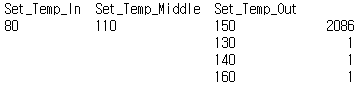 Set_Temp_In  Set_Temp_Middle  Set_Temp_Out
80           110              150             2086
                              130                1
                              140                1
                              160                1